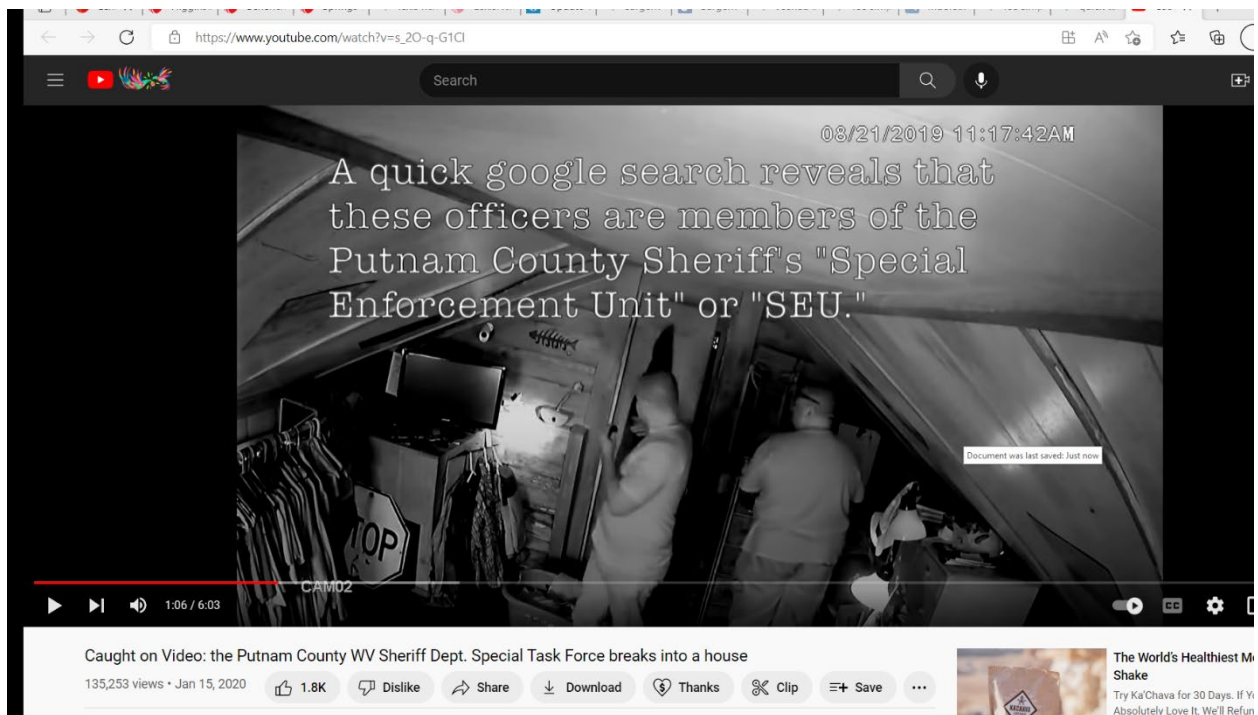 https://www.youtube.com/watch?v=s_2O-q-G1CI
Search
08/21/2019 11:17:42AM
A quick google search reveals that
these officers are members of the
Putnam County Sheriff's "Special
Enforcement Unit" or "SEU."
Document was last saved: Just now
TOP
CAM02
1:06 / 6:03
CC
Caught on Video: the Putnam County WV Sheriff Dept. Special Task Force breaks into a house
135,253 views • Jan 15, 2020
1.8K
Dislike
Share
Download
Thanks
Clip
Save
The World's Healthiest
Shake
KACHAVA
Try Ka'Chava for 30 Days. If
Absolutely Love It. We'll Refun